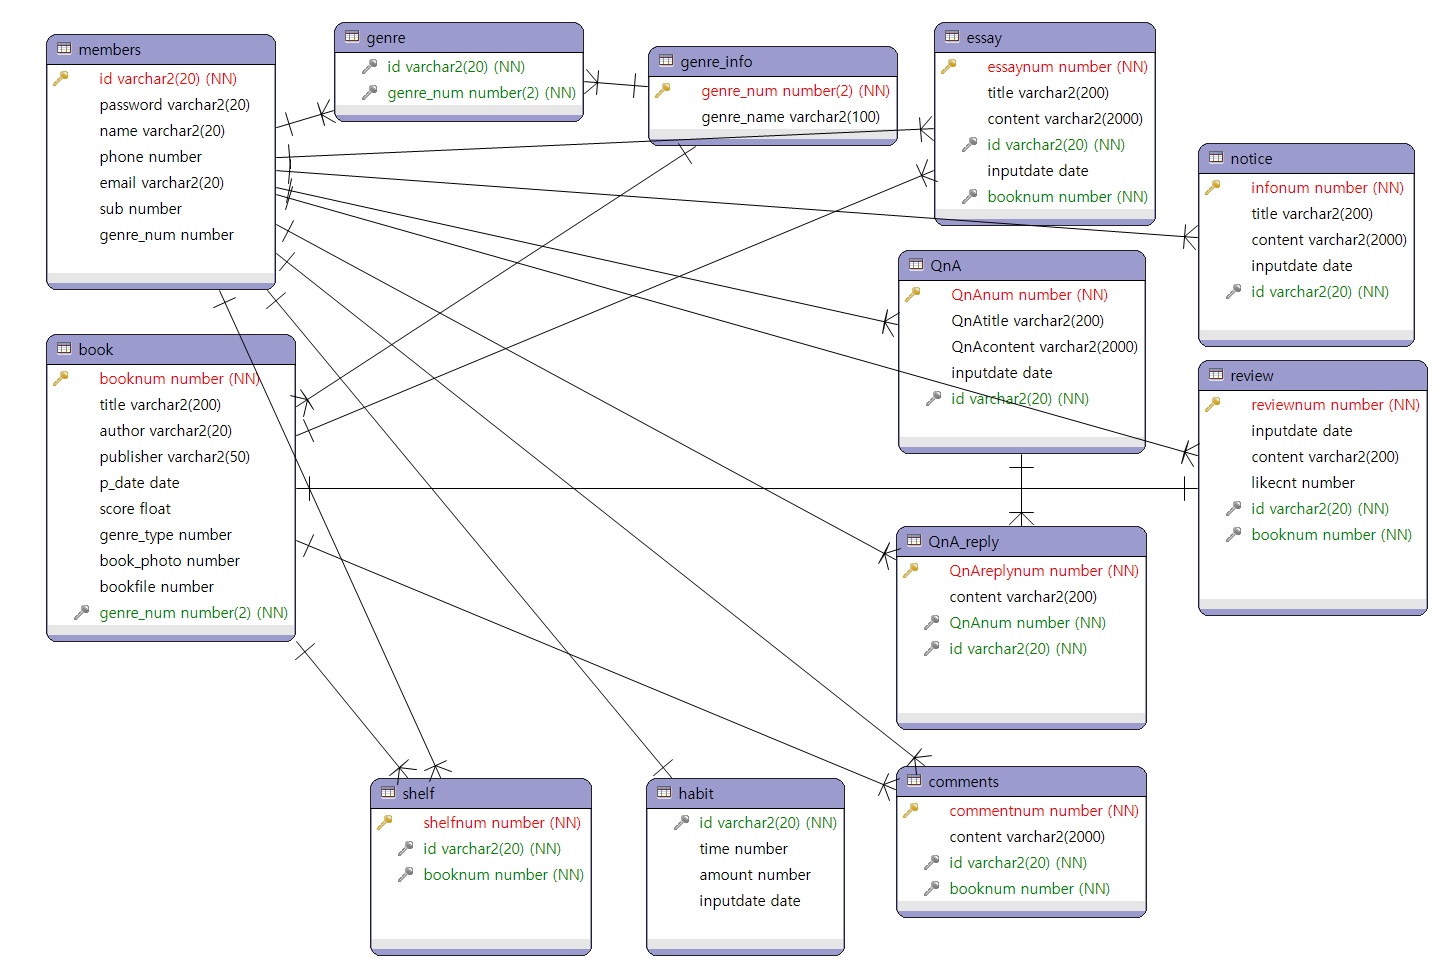 members
id varchar2(20) (NN)
password varchar2(20)
name varchar2(20)
phone number
email varchar2(20)
sub number
genre_num number
genre
id varchar2(20) (NN)
genre_num number(2) (NN)
genre_info
genre_num number(2) (NN)
genre_name varchar2(100)
essay
essaynum number (NN)
title varchar2(200)
content varchar2(2000)
id varchar2(20) (NN)
inputdate date
booknum number (NN)
notice
infonum number (NN)
title varchar2(200)
content varchar2(2000)
inputdate date
id varchar2(20) (NN)
QnA
QnAnum number (NN)
QnAtitle varchar2(200)
QnAcontent varchar2(2000)
inputdate date
id varchar2(20) (NN)
book
booknum number (NN)
title varchar2(200)
author varchar2(20)
publisher varchar2(50)
p_date date
score float
genre_type number
book_photo number
bookfile number
genre_num number(2) (NN)
review
reviewnum number (NN)
inputdate date
content varchar2(200)
likecnt number
id varchar2(20) (NN)
booknum number (NN)
QnA_reply
QnAreplynum number (NN)
content varchar2(200)
QnAnum number (NN)
id varchar2(20) (NN)
shelf
shelfnum number (NN)
id varchar2(20) (NN)
booknum number (NN)
habit
id varchar2(20) (NN)
time number
amount number
inputdate date
comments
commentnum number (NN)
content varchar2(2000)
id varchar2(20) (NN)
booknum number (NN)